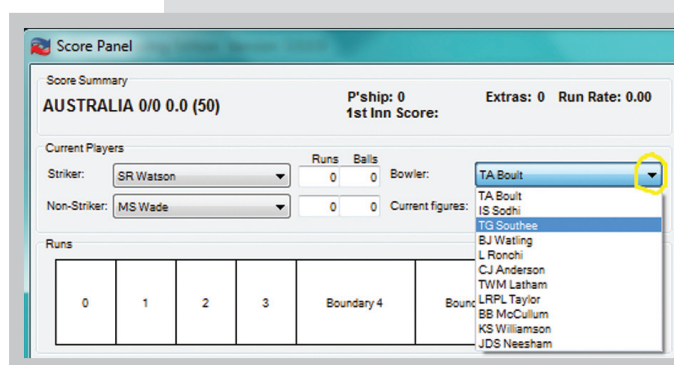 Score Panel
Score Summary
AUSTRALIA 0/0 0.0 (50)
P'ship: 0
Extras: 0 Run Rate: 0.00
1st Inn Score:
Current Players
Runs Balls
Striker: SR Watson 0 0 Bowler: TA Boult
Non-Striker: MS Wade 0 0 Current figures:
TA Boult
IS Sodhi
TG Southee
BJ Watling
L Ronchi
CJ Anderson
TWM Latham
LRPL Taylor
BB McCullum
KS Williamson
JDS Neesham
Runs
0 1 2 3 Boundary 4